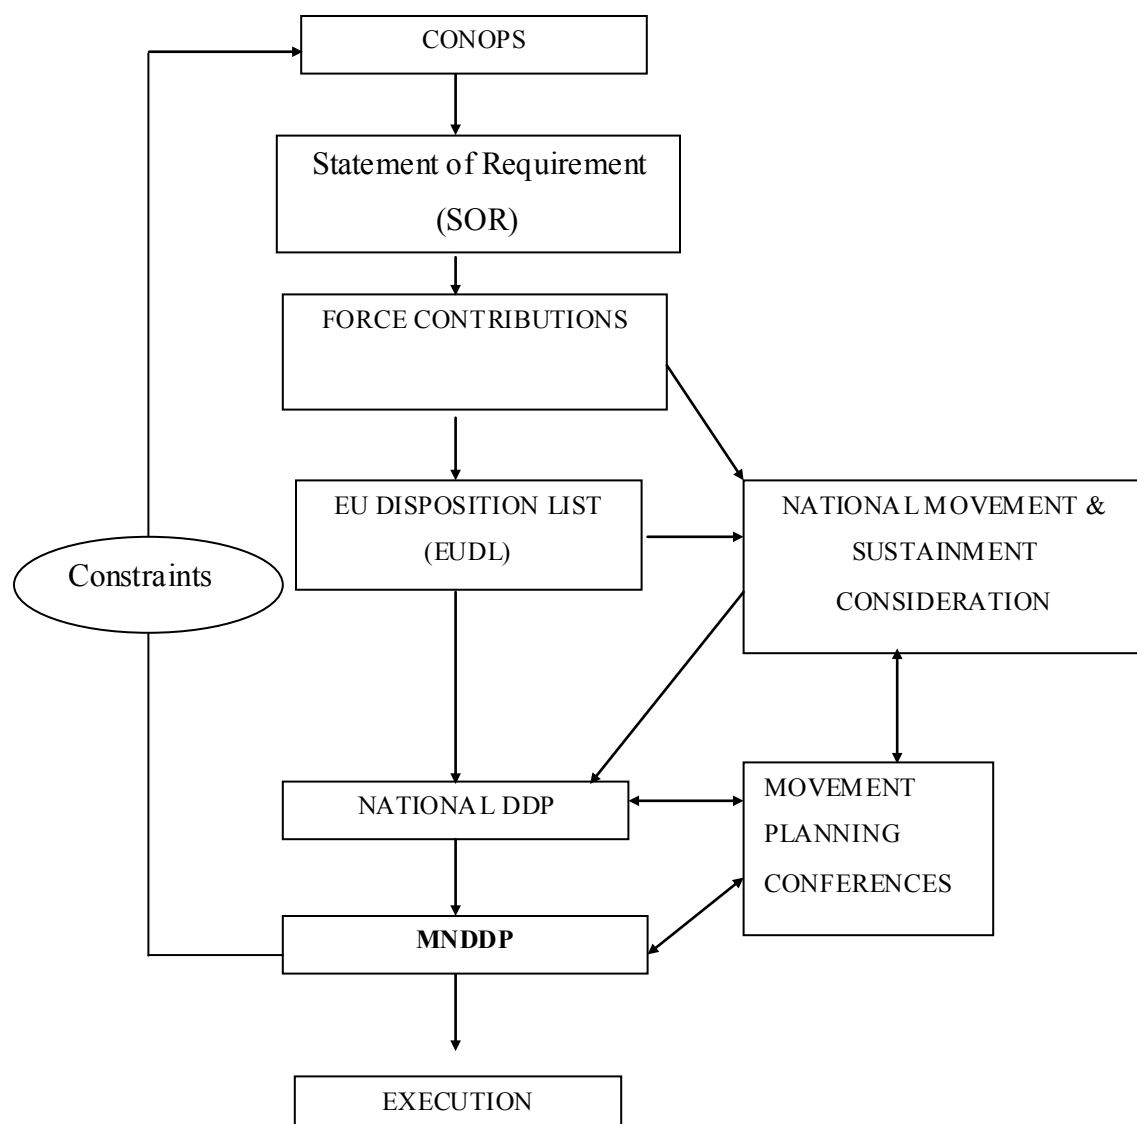 CONOPS
Statement of Requirement
(SOR)
FORCE CONTRIBUTIONS
EU DISPOSITION LIST
(EUDL)
NATIONAL MOVEMENT &
SUSTAINMENT
CONSIDERATION
Constraints
NATIONAL DDP
MOVEMENT
PLANNING
CONFERENCES
MNDDP
EXECUTION